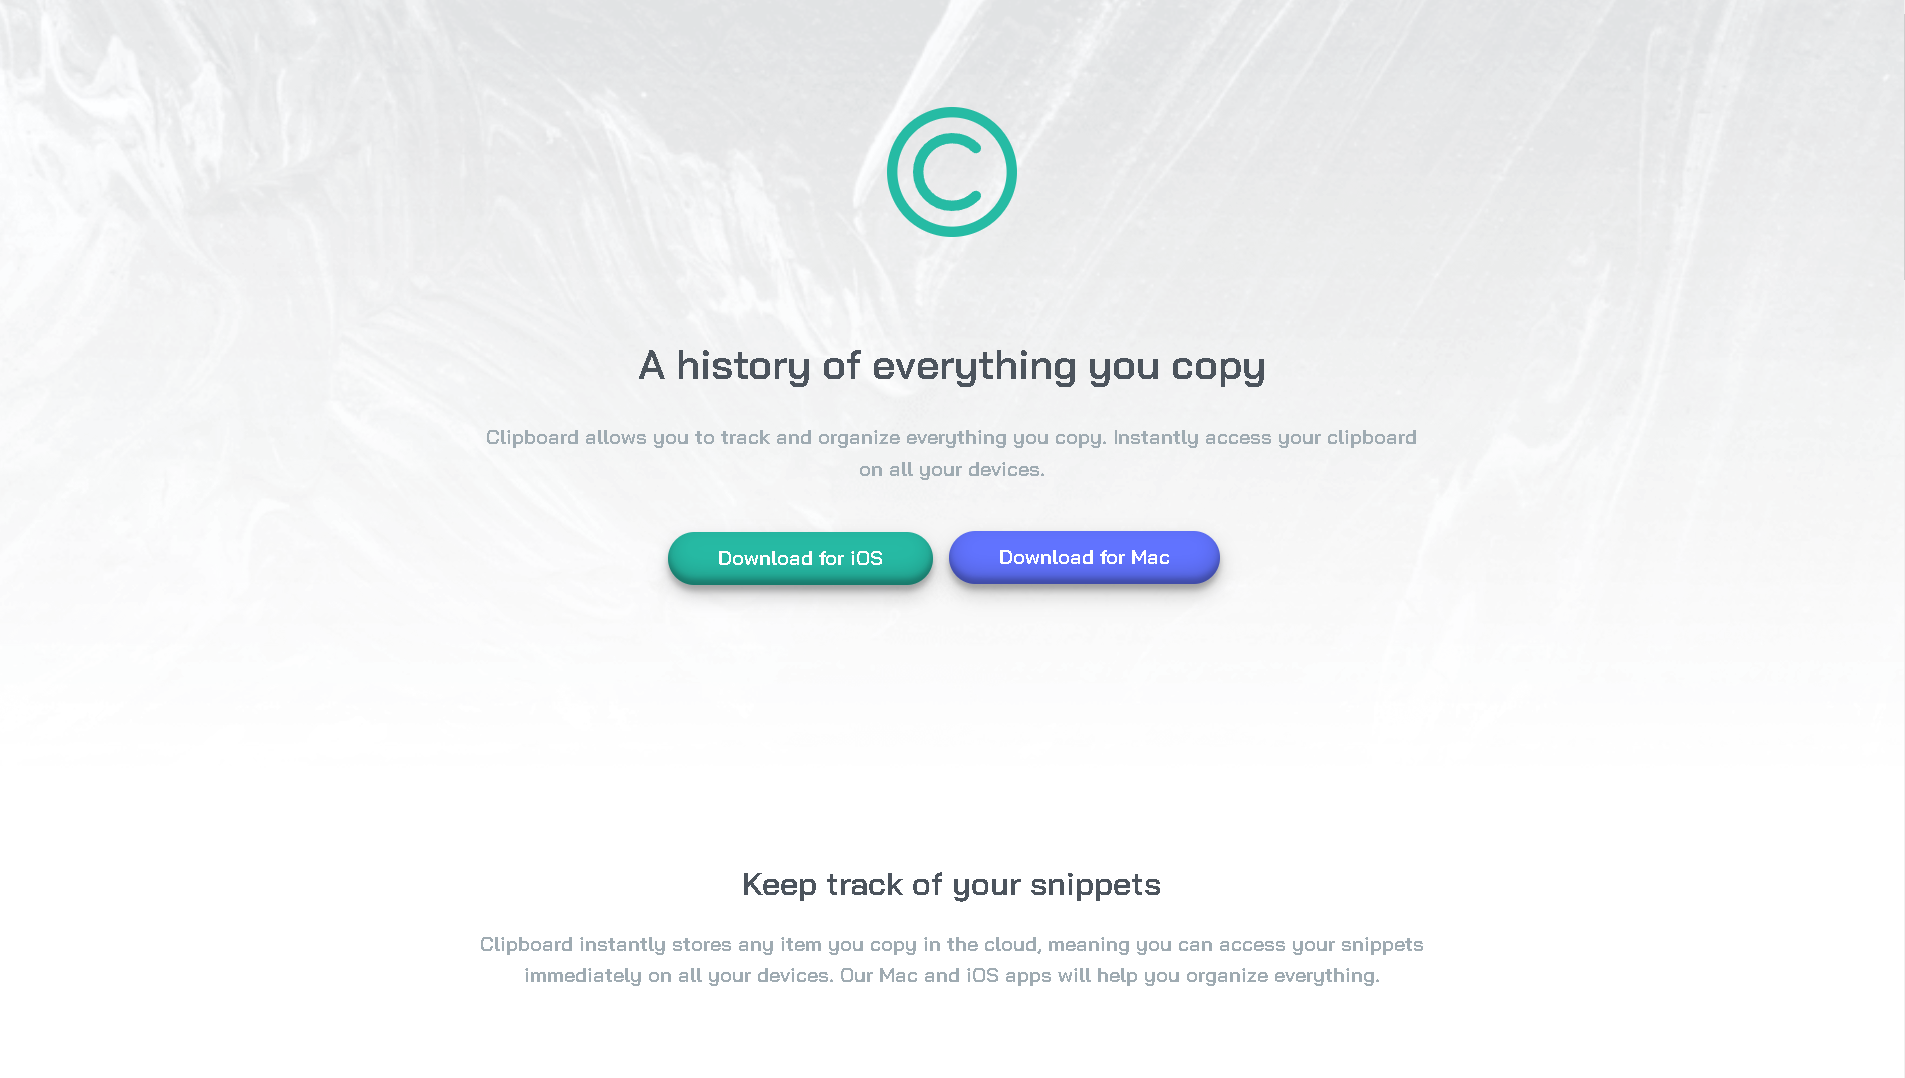 A history of everything you copy
Clipboard allows you to track and organize everything you copy. Instantly access your clipboard
on all your devices.
Download for iOS
Download for Mac
Keep track of your snippets
Clipboard instantly stores any item you copy in the cloud, meaning you can access your snippets
immediately on all your devices. Our Mac and iOS apps will help you organize everything.